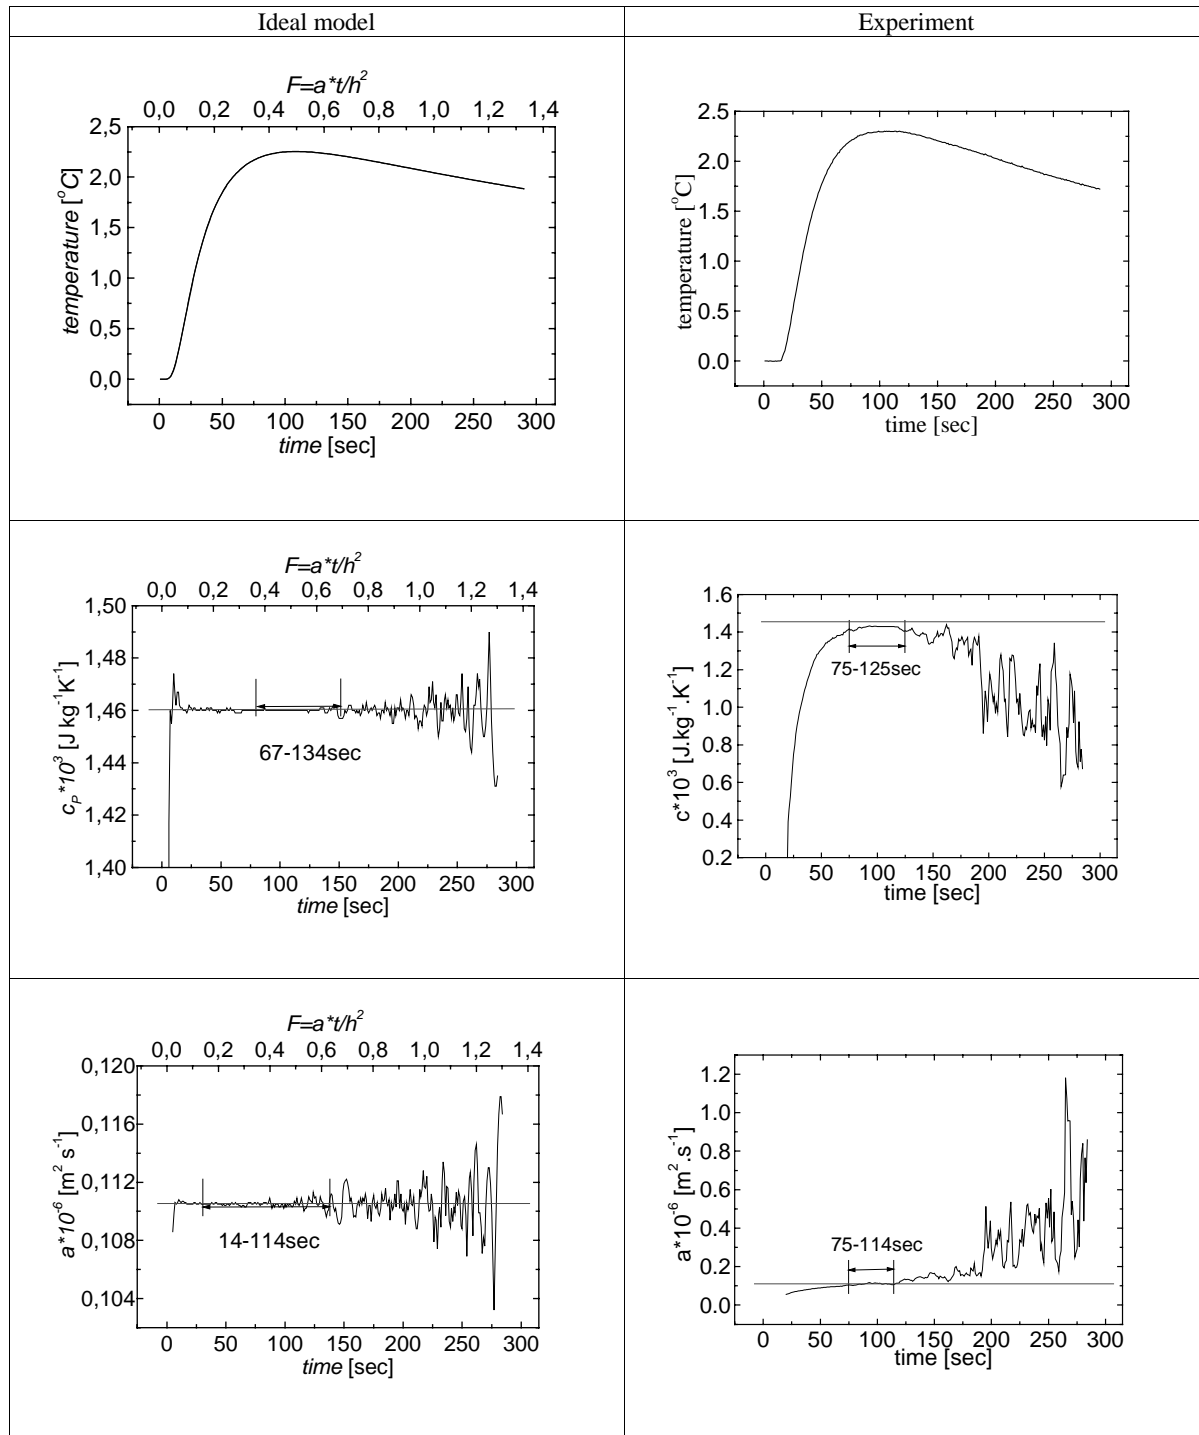 Ideal model
Experiment
F=a*t/h²
0,0 0,2 0,4 0,6 0,8 1,0 1,2 1,4
2,5
2,0
1,5
1,0
0,5
0,0
temperature [°C]
0 50 100 150 200 250 300
time [sec]
2.5
2.0
1.5
1.0
0.5
0.0
temperature [°C]
0 50 100 150 200 250 300
time [sec]
F=a*t/h²
0,0 0,2 0,4 0,6 0,8 1,0 1,2 1,4
1,50
1,48
1,46
1,44
1,42
1,40
c_P*10³ [J kg⁻¹K⁻¹]
67-134sec
0 50 100 150 200 250 300
time [sec]
1.6
1.4
1.2
1.0
0.8
0.6
0.4
0.2
c*10³ [J.kg⁻¹.K⁻¹]
75-125sec
0 50 100 150 200 250 300
time [sec]
F=a*t/h²
0,0 0,2 0,4 0,6 0,8 1,0 1,2 1,4
0,120
0,116
0,112
0,108
0,104
a*10⁻⁶ [m² s⁻¹]
14-114sec
0 50 100 150 200 250 300
time [sec]
1.2
1.0
0.8
0.6
0.4
0.2
0.0
a*10⁻⁶ [m².s⁻¹]
75-114sec
0 50 100 150 200 250 300
time [sec]